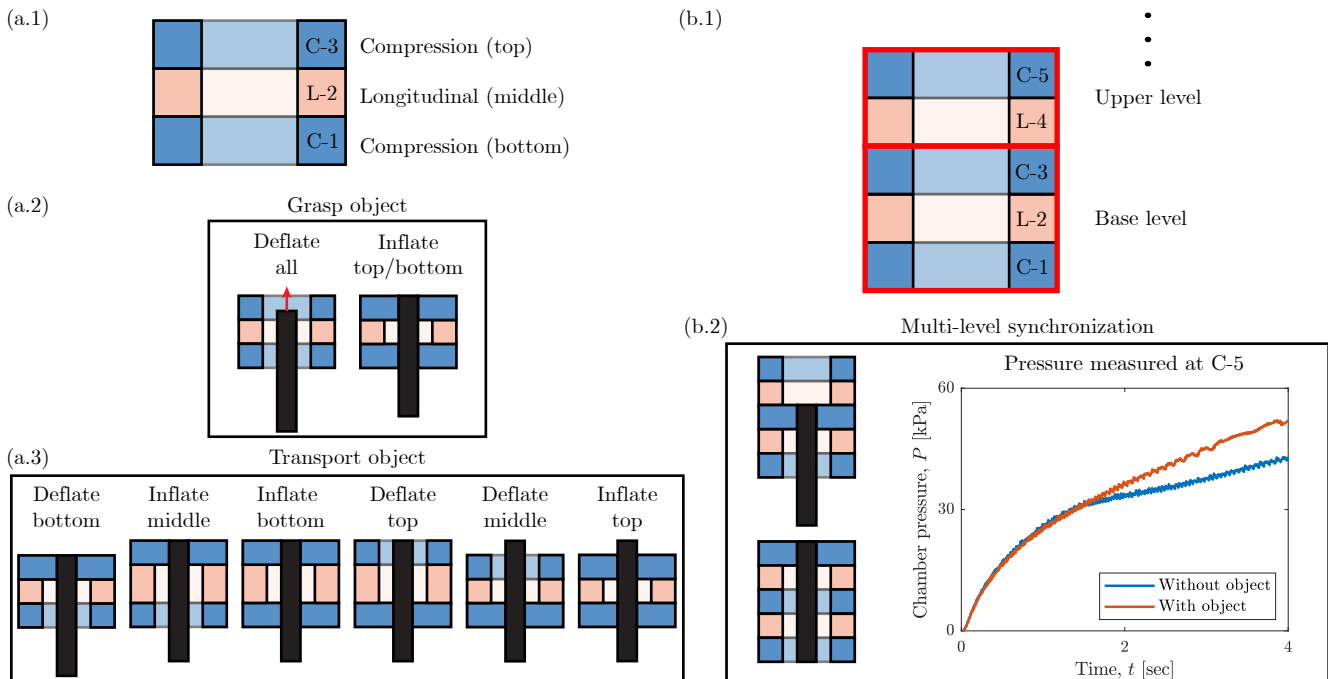 (a.1)
C-3 Compression (top)
L-2 Longitudinal (middle)
C-1 Compression (bottom)
(a.2)
Grasp object
Deflate all
Inflate top/bottom
(a.3)
Transport object
Deflate bottom
Inflate middle
Inflate bottom
Deflate top
Deflate middle
Inflate top
(b.1)
C-5
Upper level
L-4
C-3
L-2 Base level
C-1
(b.2)
Multi-level synchronization
Pressure measured at C-5
Chamber pressure, P [kPa]
60
30
0
Without object
With object
0 2 4
Time, t [sec]